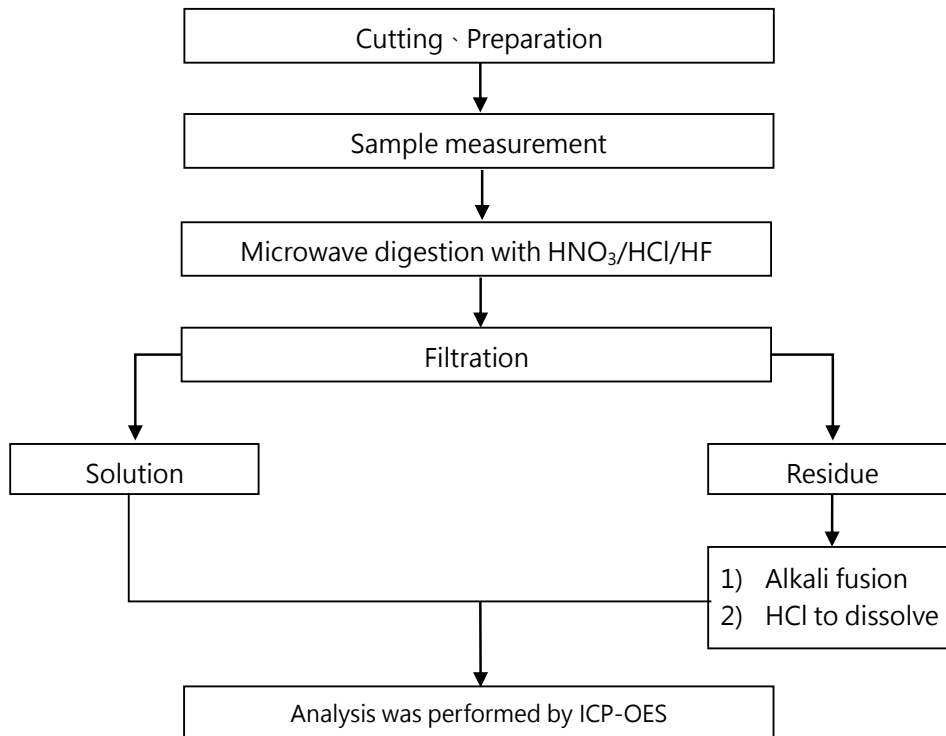 Cutting、Preparation
Sample measurement
Microwave digestion with HNO₃/HCl/HF
Filtration
Solution
Residue
1) Alkali fusion
2) HCl to dissolve
Analysis was performed by ICP-OES